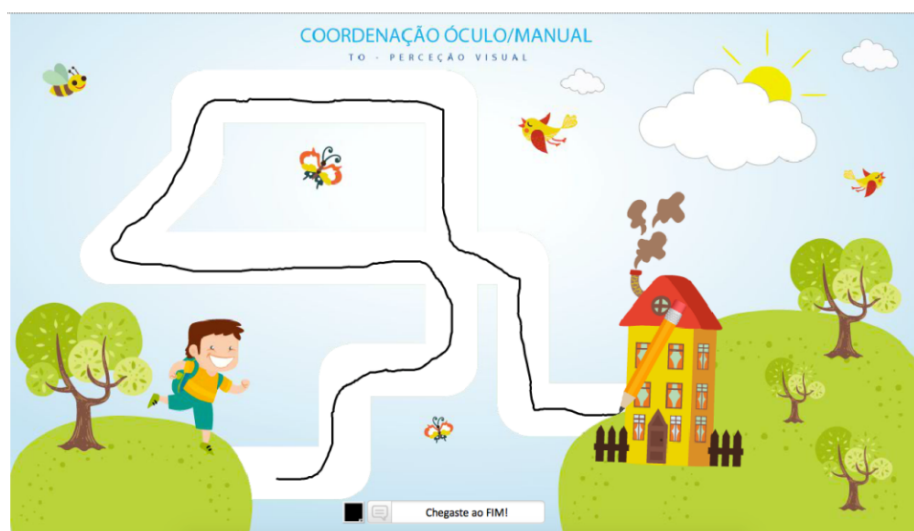 COORDENAÇÃO ÓCULO/MANUAL
TO - PERCEÇÃO VISUAL
Chegaste ao FIM!